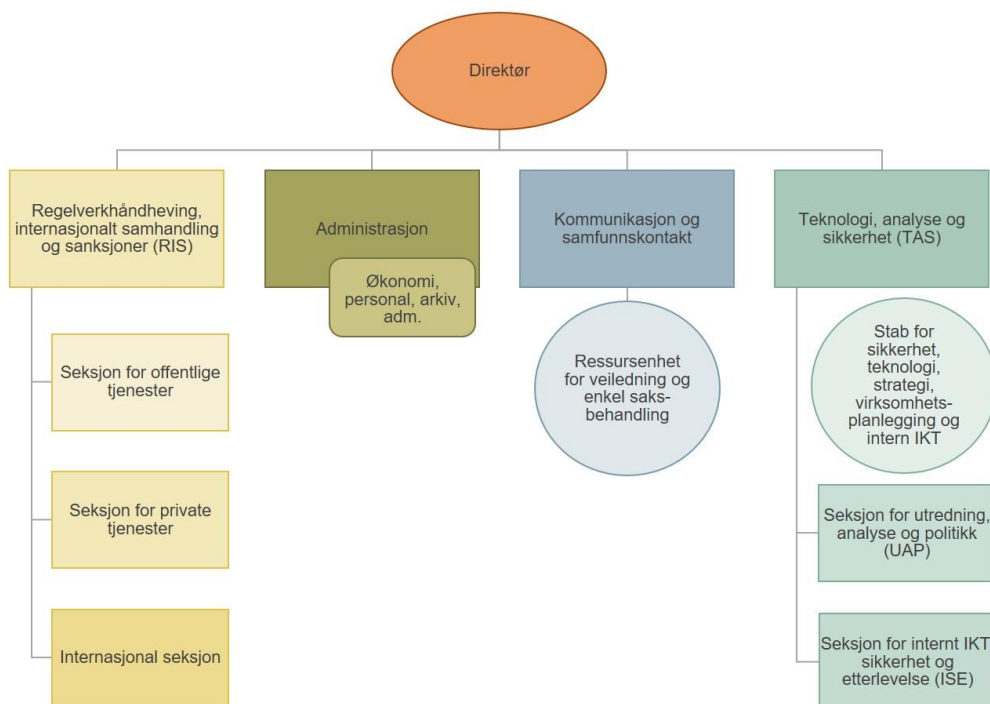 Direktør
Regelverkhåndheving,
internasjonalt samhandling
og sanksjoner (RIS)
Administrasjon
Økonomi,
personal, arkiv,
adm.
Kommunikasjon og
samfunnskontakt
Teknologi, analyse og
sikkerhet (TAS)
Seksjon for offentlige
tjenester
Seksjon for private
tjenester
Internasjonal seksjon
Ressursenhet
for veiledning og
enkel saks-
behandling
Stab for
sikkerhet,
teknologi,
strategi,
virksomhets-
planlegging og
intern IKT
Seksjon for utredning,
analyse og politikk
(UAP)
Seksjon for internt IKT
sikkerhet og
etterlevelse (ISE)